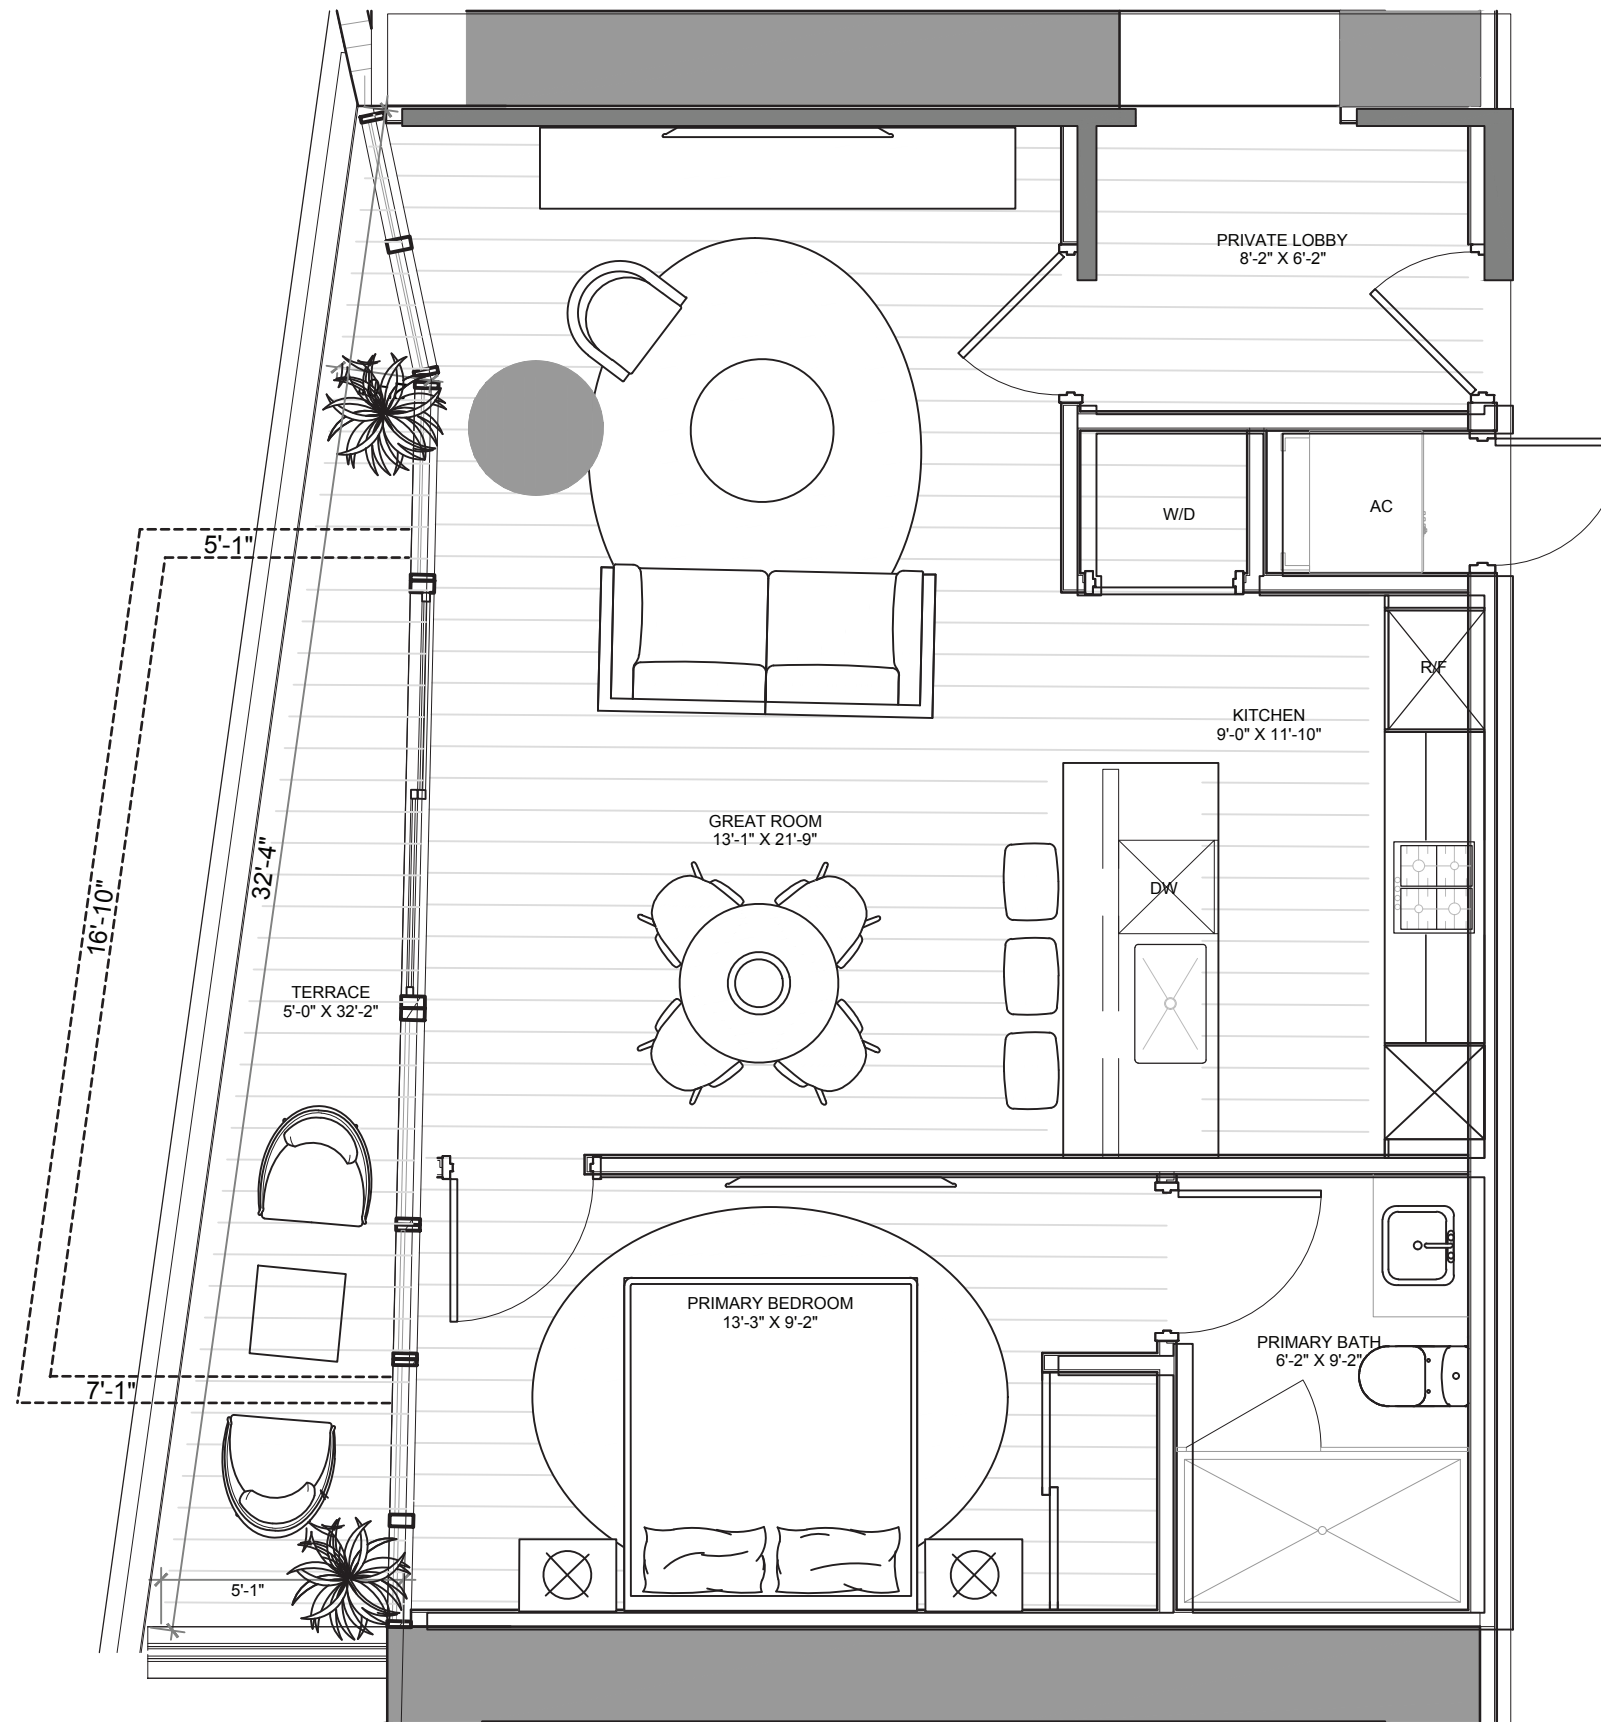 PRIVATE LOBBY
8'-2" X 6'-2"
W/D
AC
5'-1"
R/F
KITCHEN
9'-0" X 11'-10"
GREAT ROOM
13'-1" X 21'-9"
32'-4"
DW
16'-10"
TERRACE
5'-0" X 32'-2"
PRIMARY BEDROOM
13'-3" X 9'-2"
PRIMARY BATH
6'-2" X 9'-2"
7'-1"
5'-1"